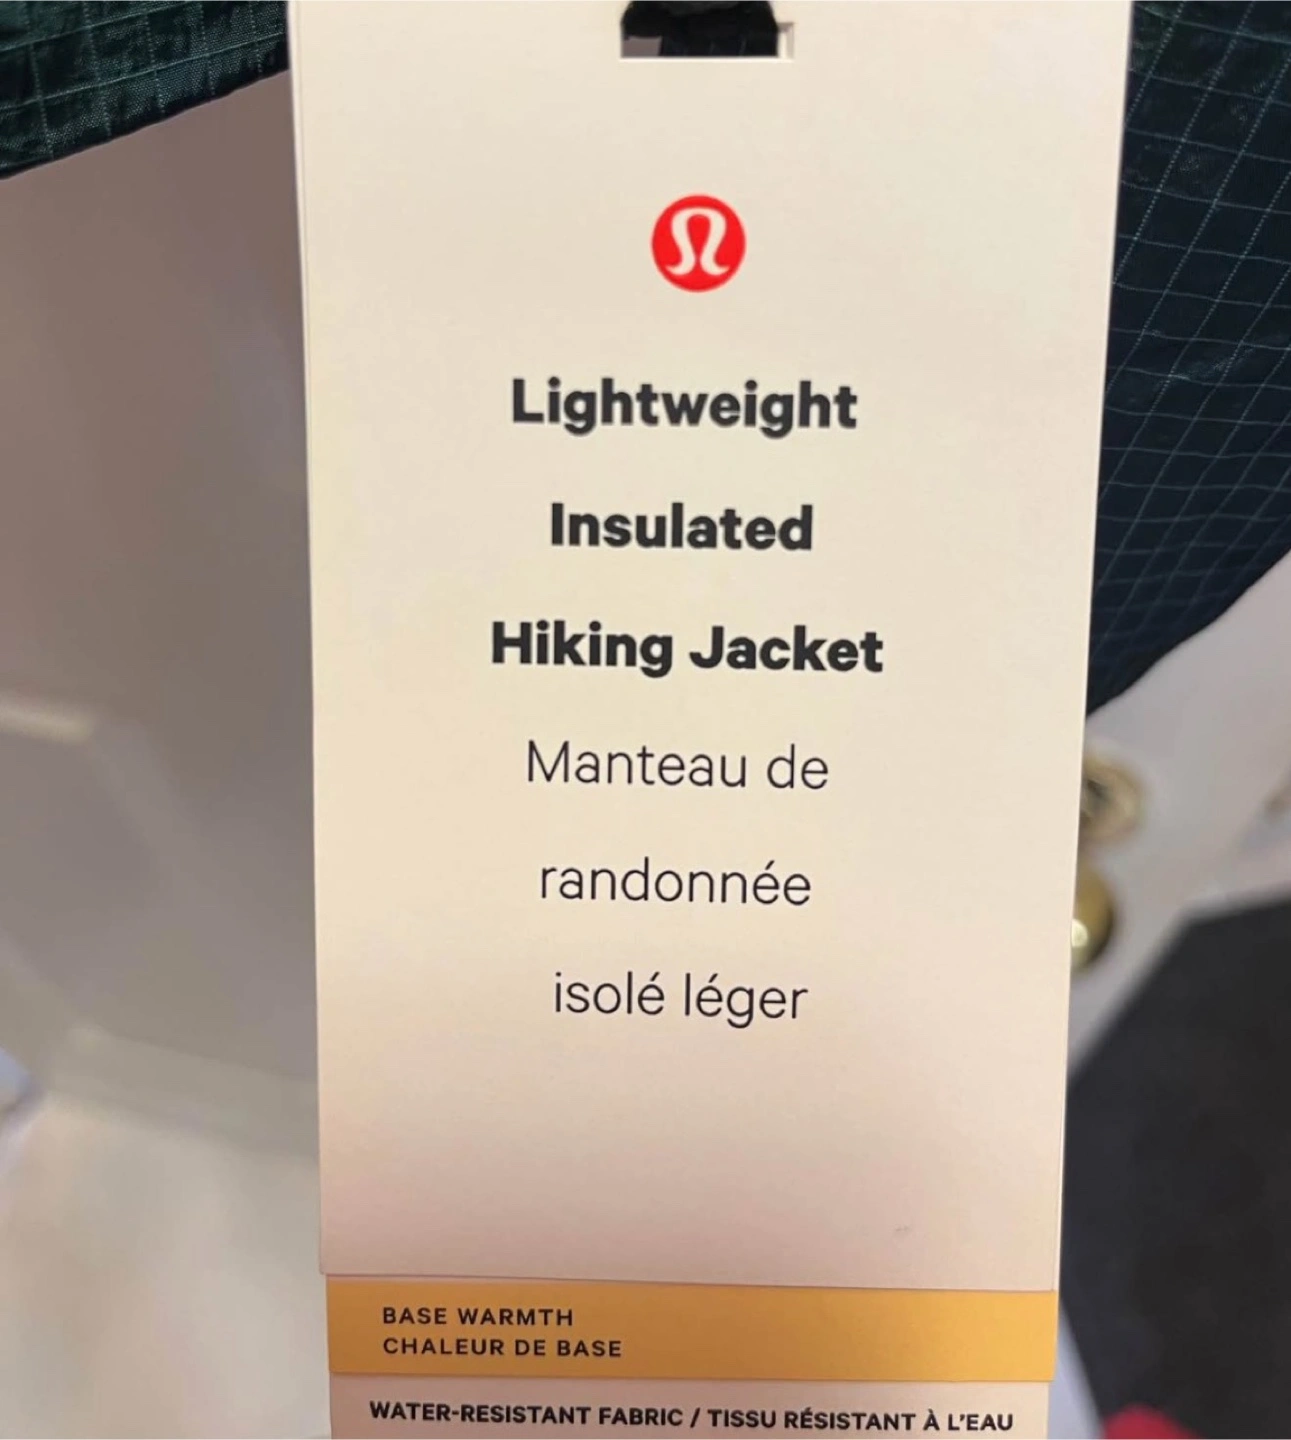 Lightweight
Insulated
Hiking Jacket
Manteau de
randonnée
isolé léger
BASE WARMTH
CHALEUR DE BASE
WATER-RESISTANT FABRIC / TISSU RÉSISTANT À L'EAU